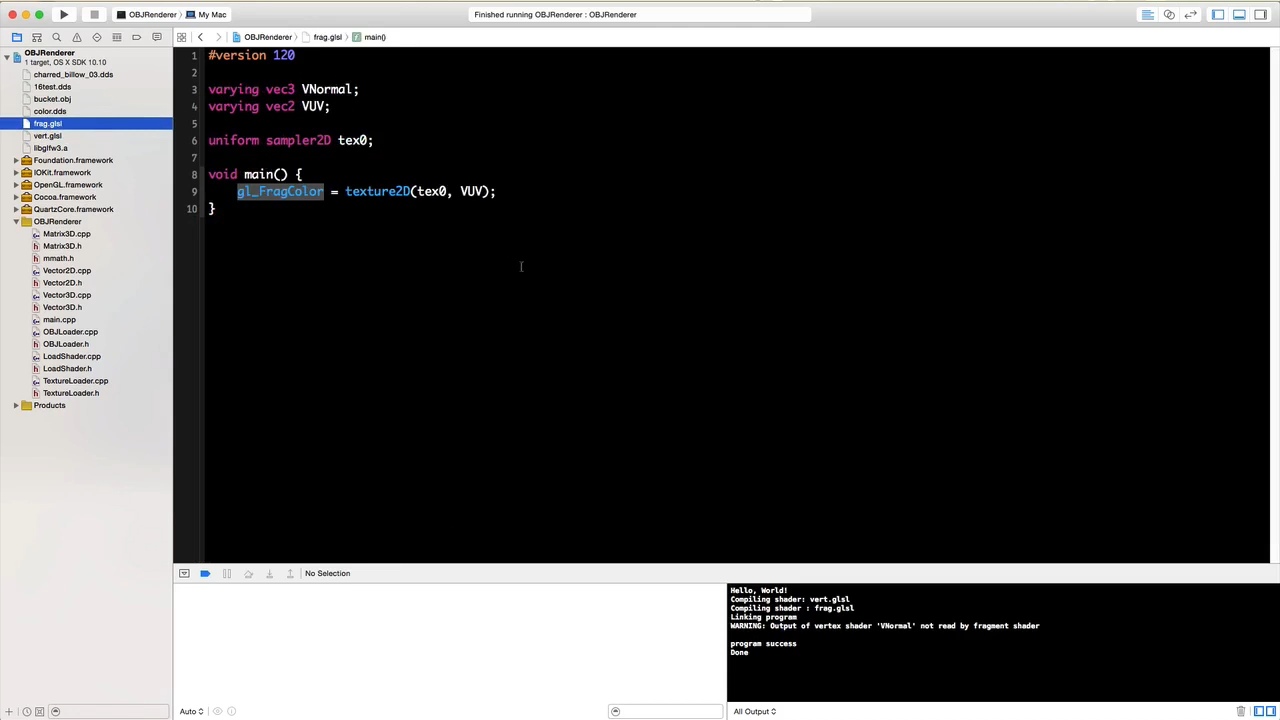 OBJRenderer
My Mac
Finished running OBJRenderer : OBJRenderer
OBJRenderer
1 target, OS X SDK 10.10
charred_billow_03.dds
16test.dds
bucket.obj
color.dds
frag.glsl
vert.glsl
libglfw3.a
Foundation.framework
IOKit.framework
OpenGL.framework
Cocoa.framework
QuartzCore.framework
OBJRenderer
Matrix3D.cpp
Matrix3D.h
mmath.h
Vector2D.cpp
Vector2D.h
Vector3D.cpp
Vector3D.h
main.cpp
OBJLoader.cpp
OBJLoader.h
LoadShader.cpp
LoadShader.h
TextureLoader.cpp
TextureLoader.h
Products
OBJRenderer
frag.glsl
main()
1 #version 120
2
3 varying vec3 VNormal;
4 varying vec2 VUV;
5
6 uniform sampler2D tex0;
7
8 void main() {
9 gl_FragColor = texture2D(tex0, VUV);
10 }
No Selection
Hello, World!
Compiling shader: vert.glsl
Compiling shader : frag.glsl
Linking program
WARNING: Output of vertex shader 'VNormal' not read by fragment shader
program success
Done
Auto
All Output